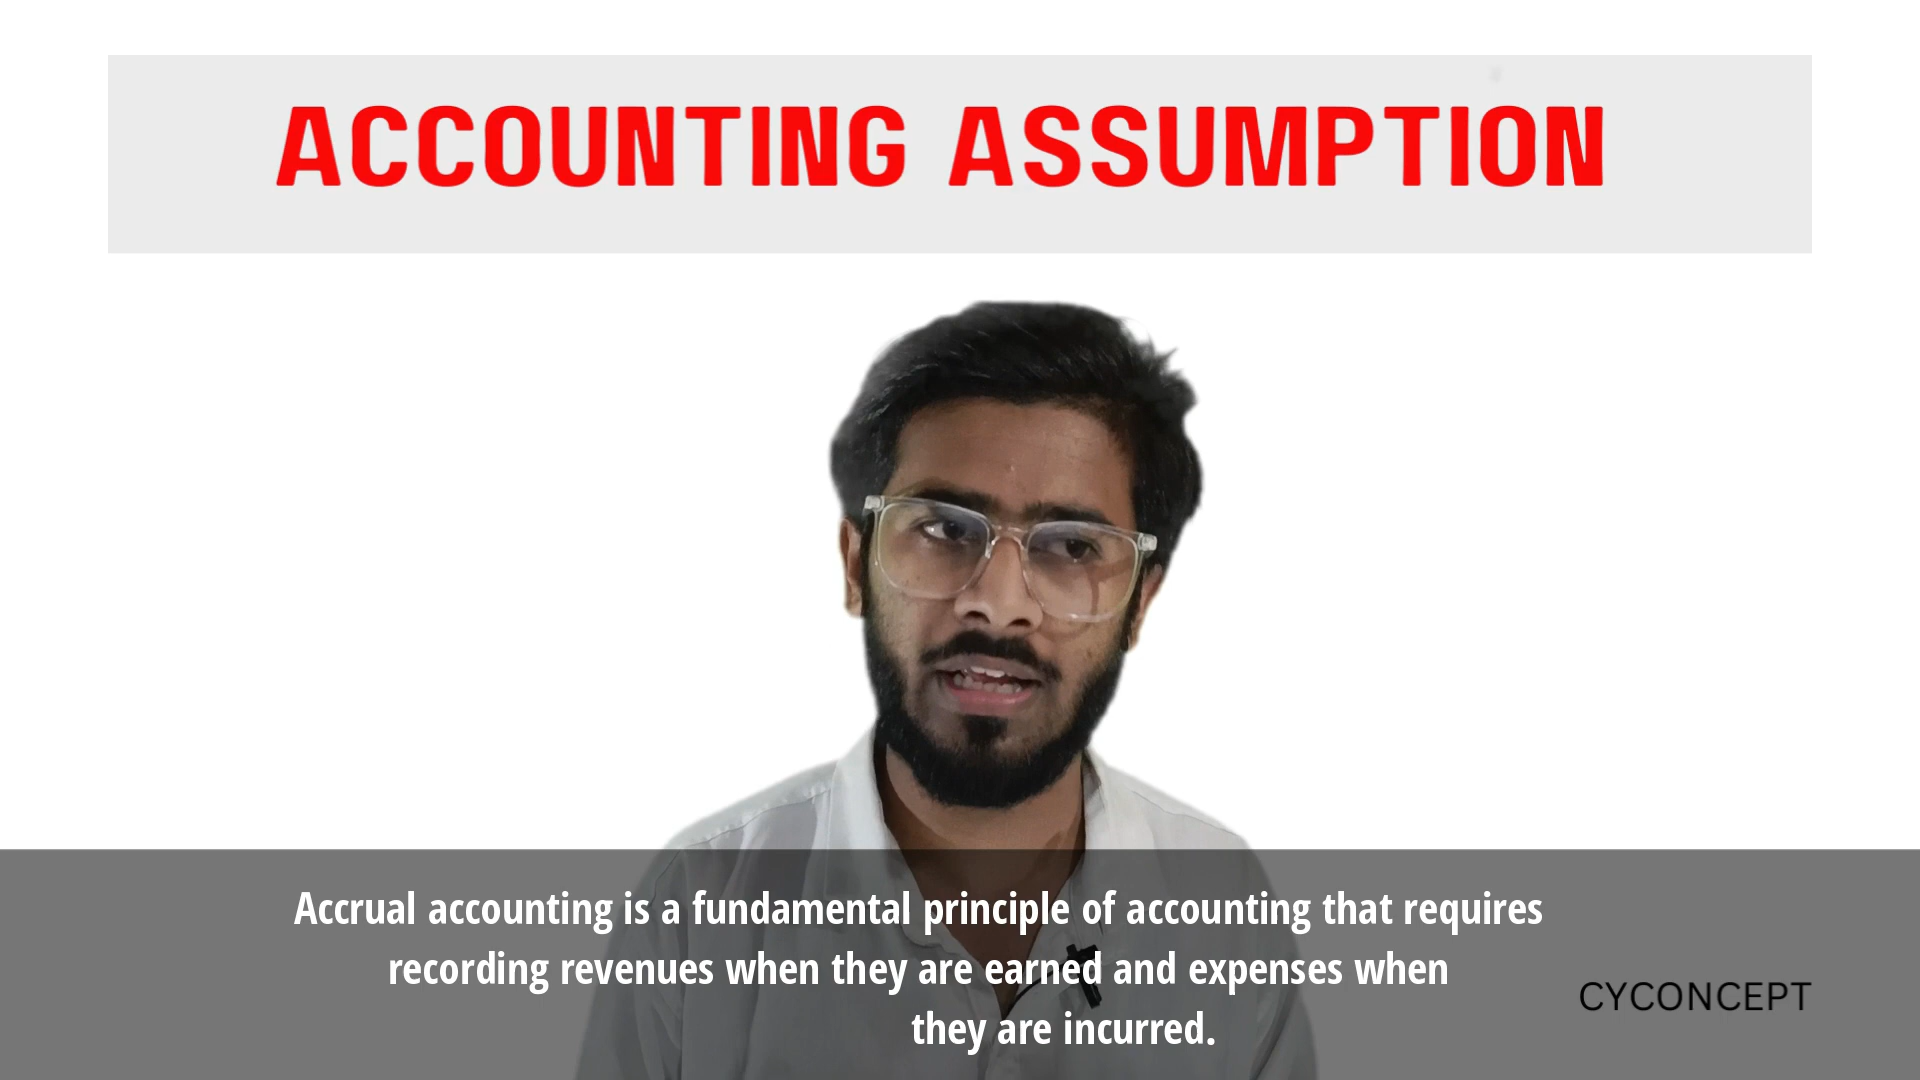 ACCOUNTING ASSUMPTION
Accrual accounting is a fundamental principle of accounting that requires
recording revenues when they are earned and expenses when
they are incurred.
CYCONCEPT